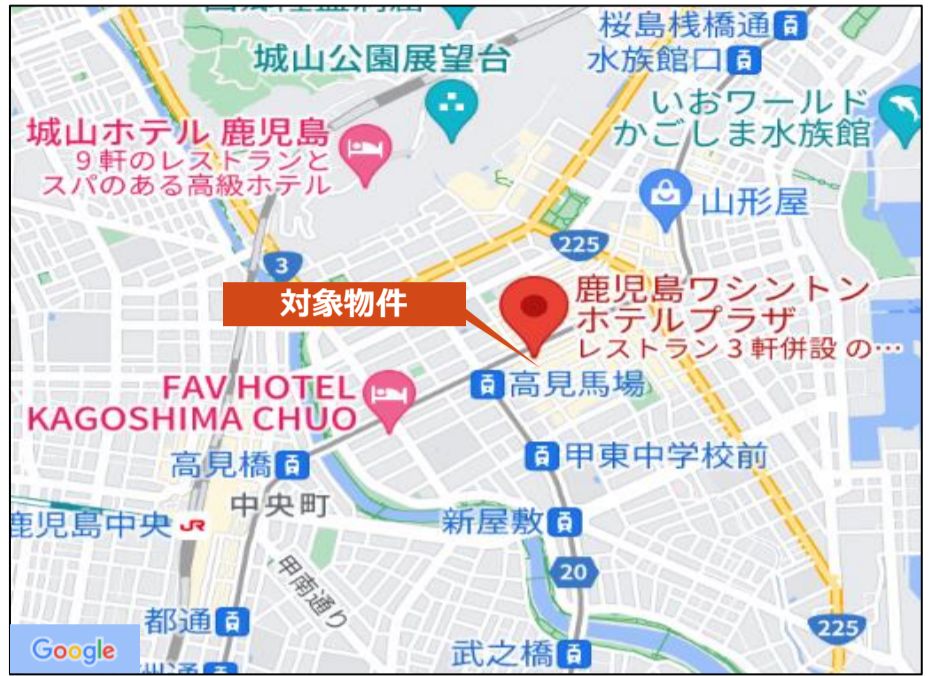 桜島桟橋通
水族館口
城山公園展望台
いおワールド
かごしま水族館
城山ホテル 鹿児島
9軒のレストランと
スパのある高級ホテル
山形屋
225
3
対象物件
鹿児島ワシントン
ホテルプラザ
レストラン3軒併設 の…
高見馬場
FAV HOTEL
KAGOSHIMA CHUO
甲東中学校前
高見橋
中央町
鹿児島中央 JR
新屋敷
甲南通り
20
都通
225
武之橋
Google